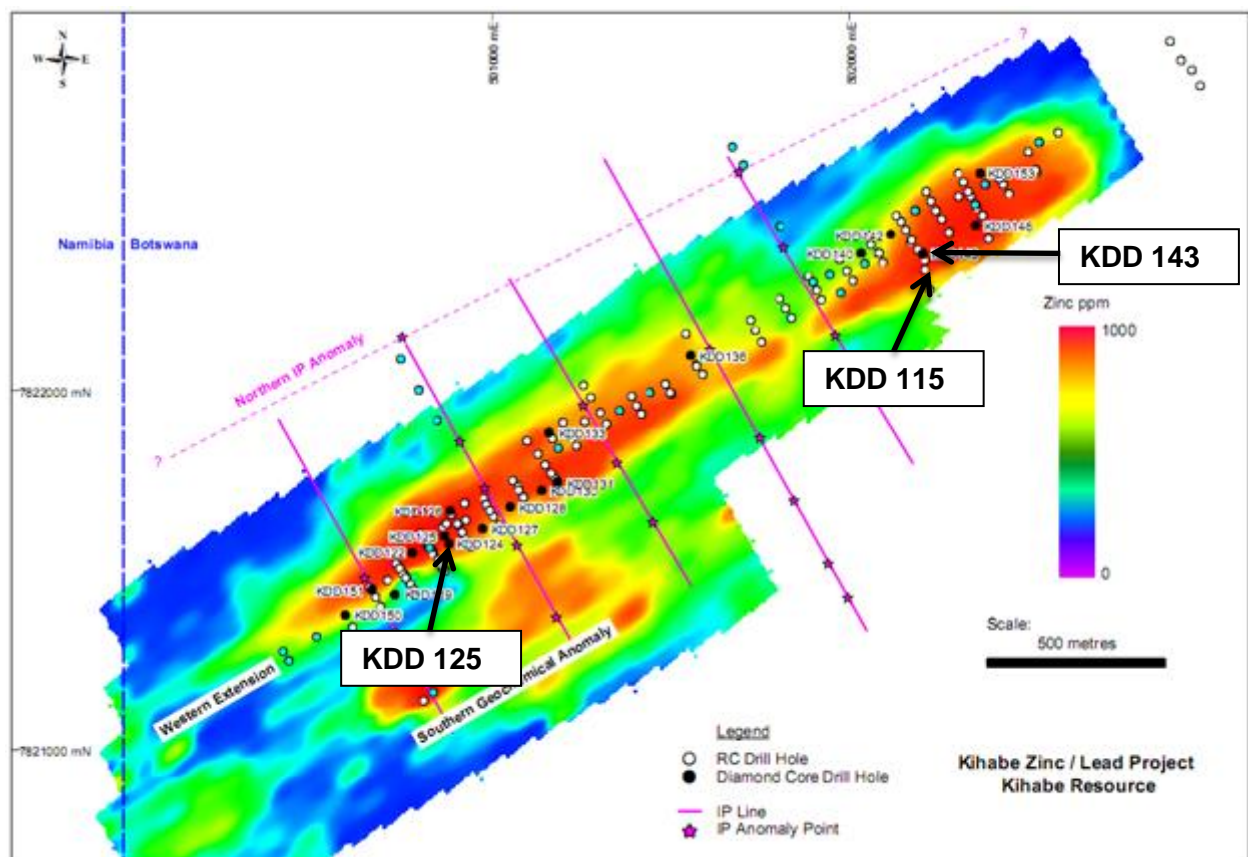 N
W E
S
501000 mE
502000 mE
?
KDD153
KDD146
KDD142
KDD140
KDD 143
Namibia Botswana
Zinc ppm
1000
0
KDD 115
Northern IP Anomaly
7822000 mN
KDD136
?
KDD133
KDD131
KDD130
KDD128
KDD126
KDD127
KDD125
KDD124
KDD122
KDD151
KDD119
KDD150
KDD 125
Scale:
500 metres
Western Extension
Southern Geochemical Anomaly
7821000 mN
Legend
RC Drill Hole
Diamond Core Drill Hole
IP Line
IP Anomaly Point
Kihabe Zinc / Lead Project
Kihabe Resource